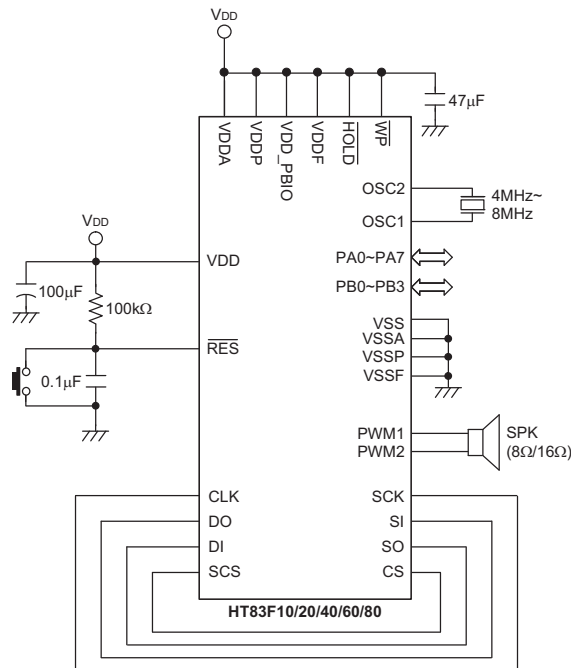 VDD
47µF
VDDA
VDDP
VDD_PBIO
VDDF
HOLD
WP
OSC2
OSC1
4MHz~
8MHz
VDD
VDD
PA0~PA7
PB0~PB3
100µF
100kΩ
RES
0.1µF
VSS
VSSA
VSSP
VSSF
PWM1
PWM2
SPK
(8Ω/16Ω)
CLK
SCK
DO
SI
DI
SO
SCS
CS
HT83F10/20/40/60/80